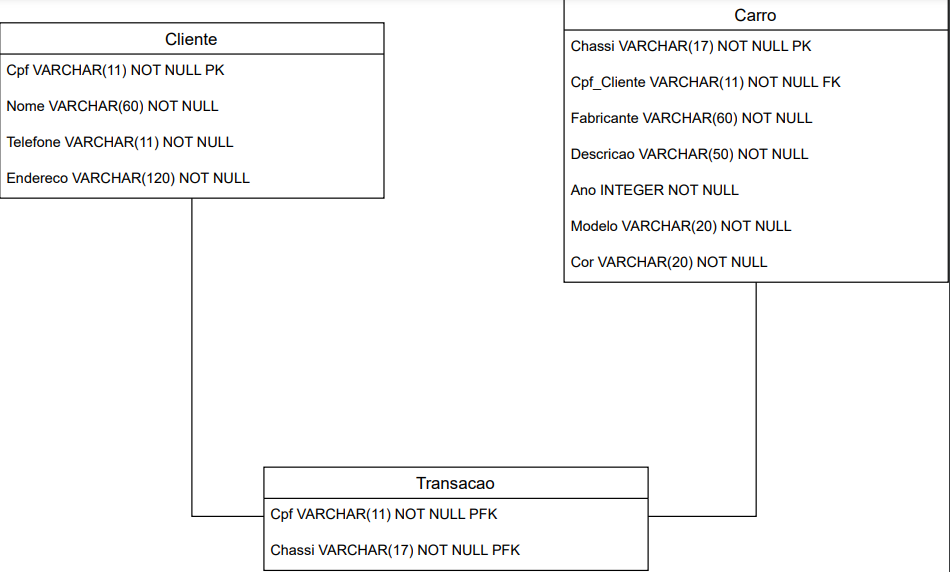 Cliente
Cpf VARCHAR(11) NOT NULL PK
Nome VARCHAR(60) NOT NULL
Telefone VARCHAR(11) NOT NULL
Endereco VARCHAR(120) NOT NULL
Carro
Chassi VARCHAR(17) NOT NULL PK
Cpf_Cliente VARCHAR(11) NOT NULL FK
Fabricante VARCHAR(60) NOT NULL
Descricao VARCHAR(50) NOT NULL
Ano INTEGER NOT NULL
Modelo VARCHAR(20) NOT NULL
Cor VARCHAR(20) NOT NULL
Transacao
Cpf VARCHAR(11) NOT NULL PFK
Chassi VARCHAR(17) NOT NULL PFK